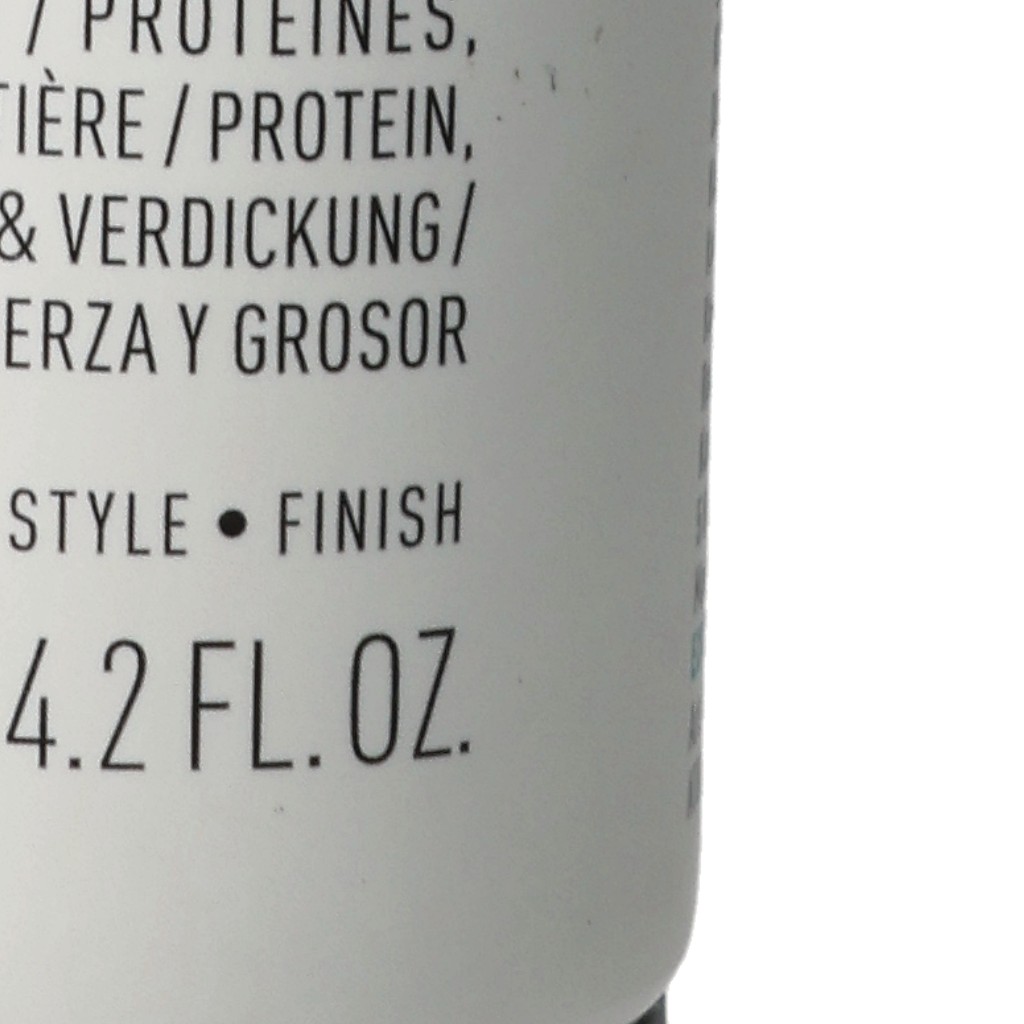 / PROTEINES,
TIÈRE / PROTEIN,
& VERDICKUNG/
ERZA Y GROSOR
STYLE • FINISH
4.2 FL. OZ.